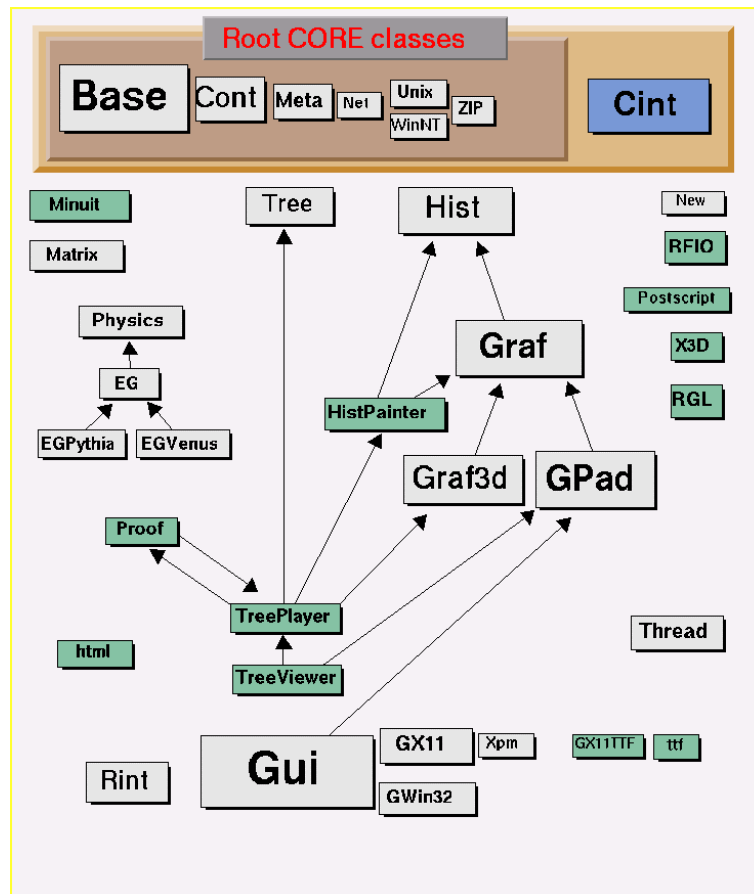 Root CORE classes
Base
Cont
Meta
Net
Unix
WinNT
ZIP
Cint
Minuit
Tree
Hist
New
Matrix
RFIO
Postscript
Physics
Graf
X3D
EG
HistPainter
RGL
EGPythia
EGVenus
Graf3d
GPad
Proof
TreePlayer
Thread
html
TreeViewer
Gui
GX11
Xpm
GX11TTF
ttf
Rint
GWin32